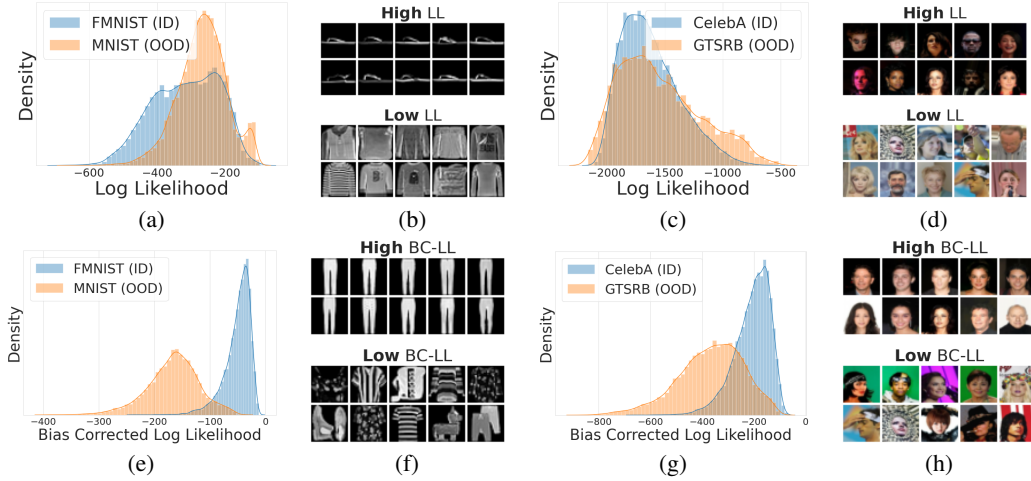 FMNIST (ID)
MNIST (OOD)
Density
−600
−400
−200
Log Likelihood
(a)
High LL
Low LL
(b)
CelebA (ID)
GTSRB (OOD)
Density
−2000
−1500
−1000
−500
Log Likelihood
(c)
High LL
Low LL
(d)
FMNIST (ID)
MNIST (OOD)
Density
−400
−300
−200
−100
0
Bias Corrected Log Likelihood
(e)
High BC-LL
Low BC-LL
(f)
CelebA (ID)
GTSRB (OOD)
Density
−800
−600
−400
−200
0
Bias Corrected Log Likelihood
(g)
High BC-LL
Low BC-LL
(h)